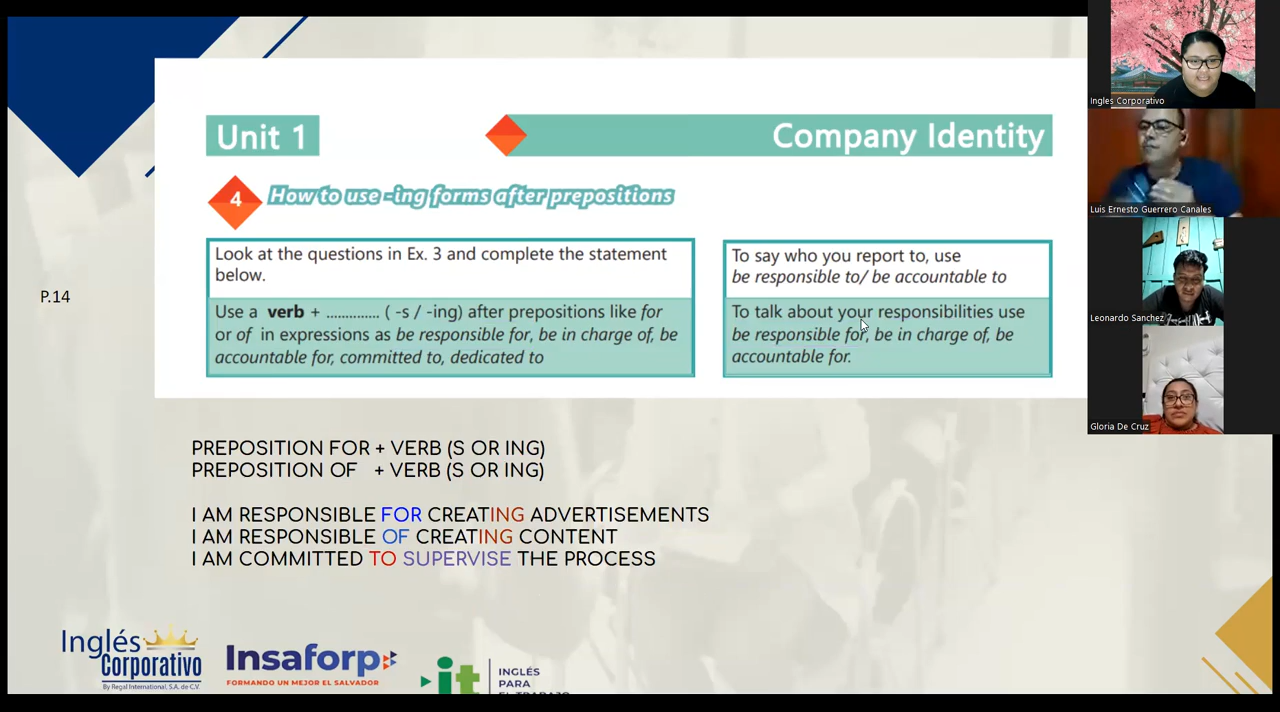 Unit 1
Company Identity
4
How to use -ing forms after prepositions
Look at the questions in Ex. 3 and complete the statement
below.
Use a verb + .............. ( -s / -ing) after prepositions like for
or of in expressions as be responsible for, be in charge of, be
accountable for, committed to, dedicated to
To say who you report to, use
be responsible to/ be accountable to
To talk about your responsibilities use
be responsible for, be in charge of, be
accountable for.
P.14
PREPOSITION FOR + VERB (S OR ING)
PREPOSITION OF + VERB (S OR ING)
I AM RESPONSIBLE FOR CREATING ADVERTISEMENTS
I AM RESPONSIBLE OF CREATING CONTENT
I AM COMMITTED TO SUPERVISE THE PROCESS
Inglés
Corporativo
By Regal International, S.A. de C.V.
Insaforp
FORMANDO UN MEJOR EL SALVADOR
it
INGLÉS
PARA
Ingles Corporativo
Luis Ernesto Guerrero Canales
Leonardo Sanchez
Gloria De Cruz